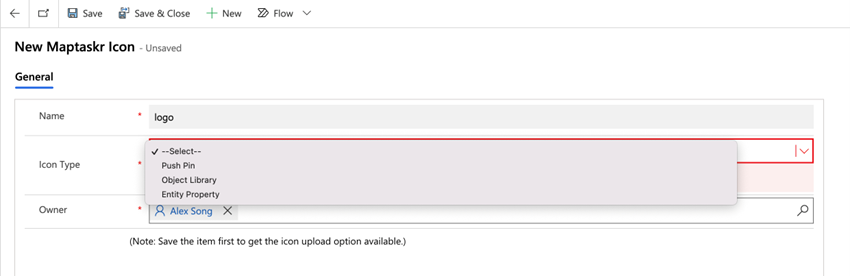 Save Save & Close New Flow
New Maptaskr Icon - Unsaved
General
Name * logo
Icon Type *
✓ --Select--
Push Pin
Object Library
Entity Property
Owner * Alex Song
(Note: Save the item first to get the icon upload option available.)